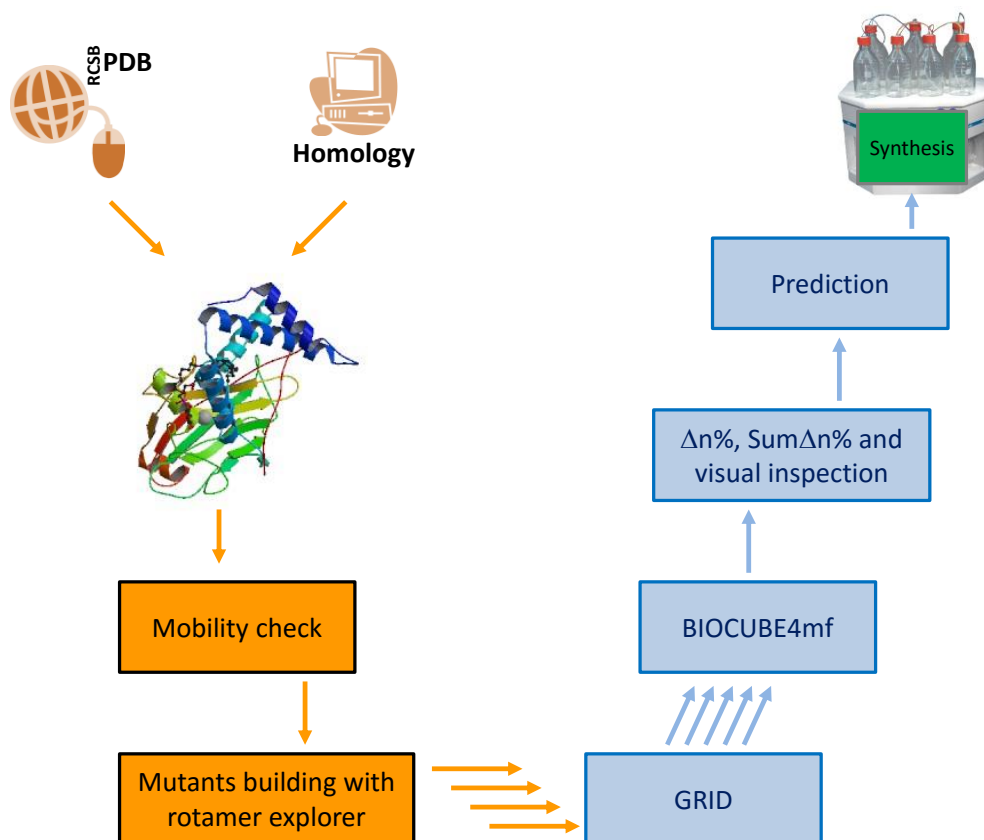 RCSB PDB
Homology
Synthesis
Prediction
Δn%, SumΔn% and
visual inspection
Mobility check
BIOCUBE4mf
Mutants building with
rotamer explorer
GRID